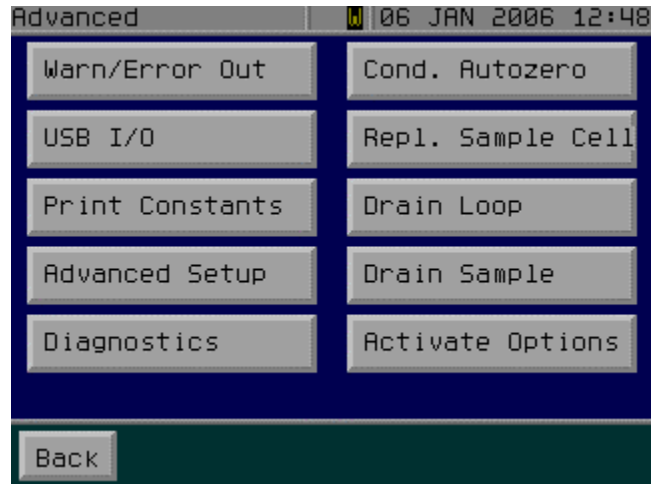 Advanced W 06 JAN 2006 12:48
Warn/Error Out
Cond. Autozero
USB I/O
Repl. Sample Cell
Print Constants
Drain Loop
Advanced Setup
Drain Sample
Diagnostics
Activate Options
Back